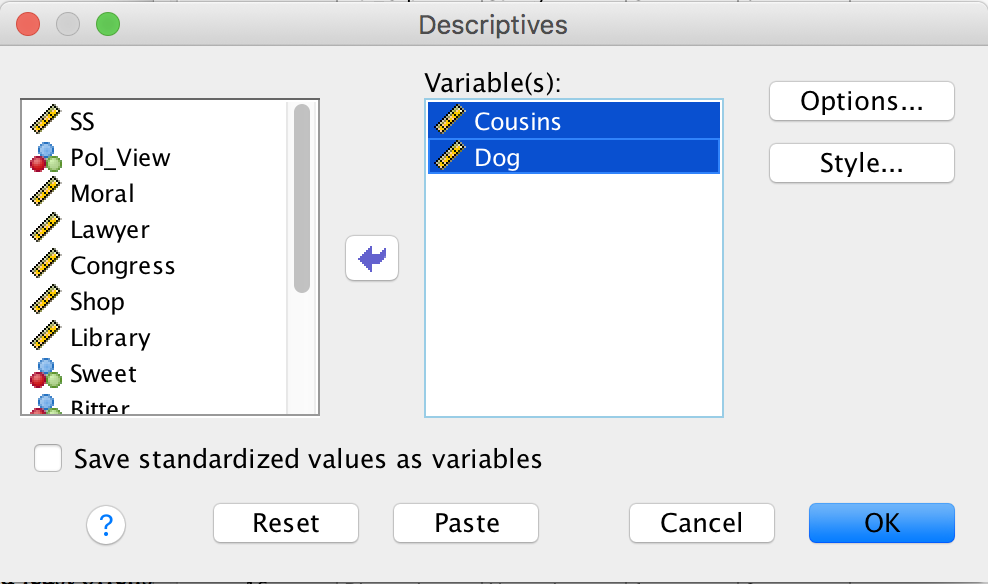 Descriptives
Variable(s):
SS
Pol_View
Moral
Lawyer
Congress
Shop
Library
Sweet
Bitter
Cousins
Dog
Options...
Style...
Save standardized values as variables
?
Reset
Paste
Cancel
OK